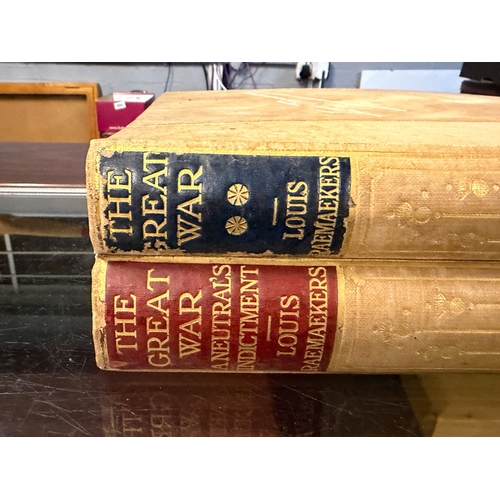 THE
GREAT
WAR
**
LOUIS
RAEMAEKERS
THE
GREAT
WAR
A NEUTRAL'S
INDICTMENT
LOUIS
RAEMAEKERS